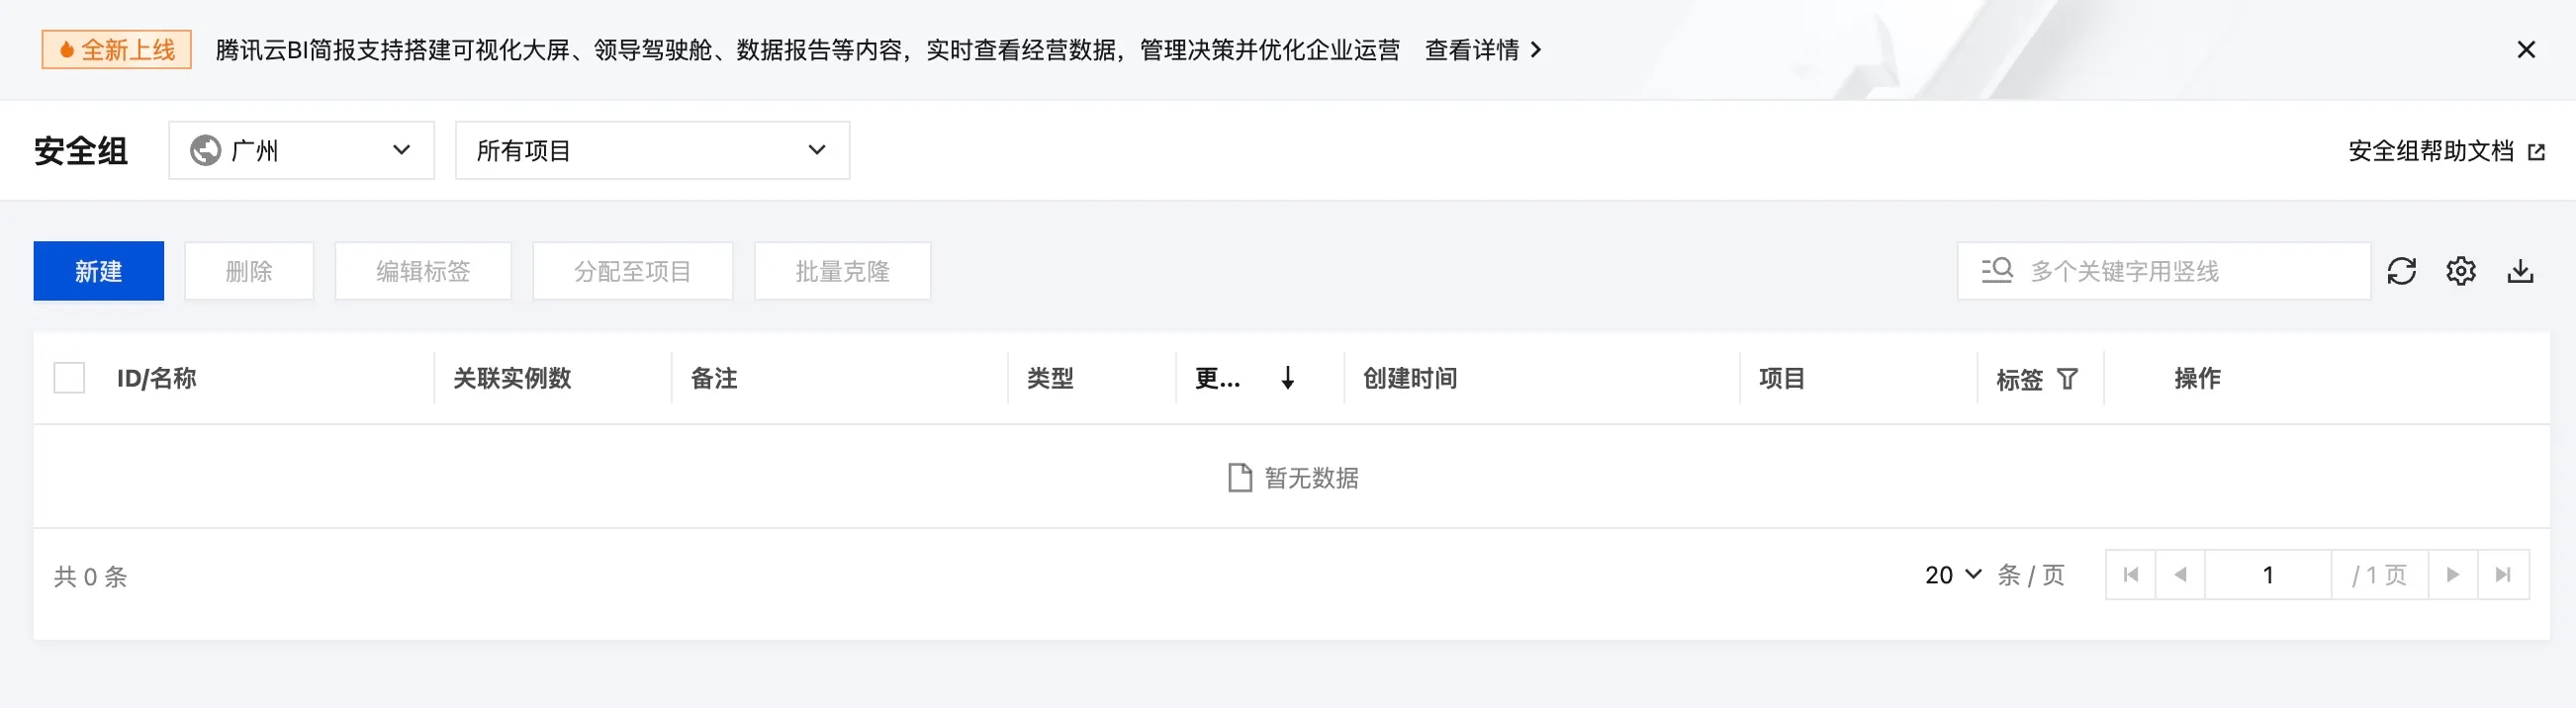 全新上线 腾讯云BI简报支持搭建可视化大屏、领导驾驶舱、数据报告等内容，实时查看经营数据，管理决策并优化企业运营 查看详情
安全组 广州 所有项目 安全组帮助文档
新建 删除 编辑标签 分配至项目 批量克隆 多个关键字用竖线
ID/名称 关联实例数 备注 类型 更... 创建时间 项目 标签 操作
暂无数据
共 0 条 20 条 / 页 1 / 1 页